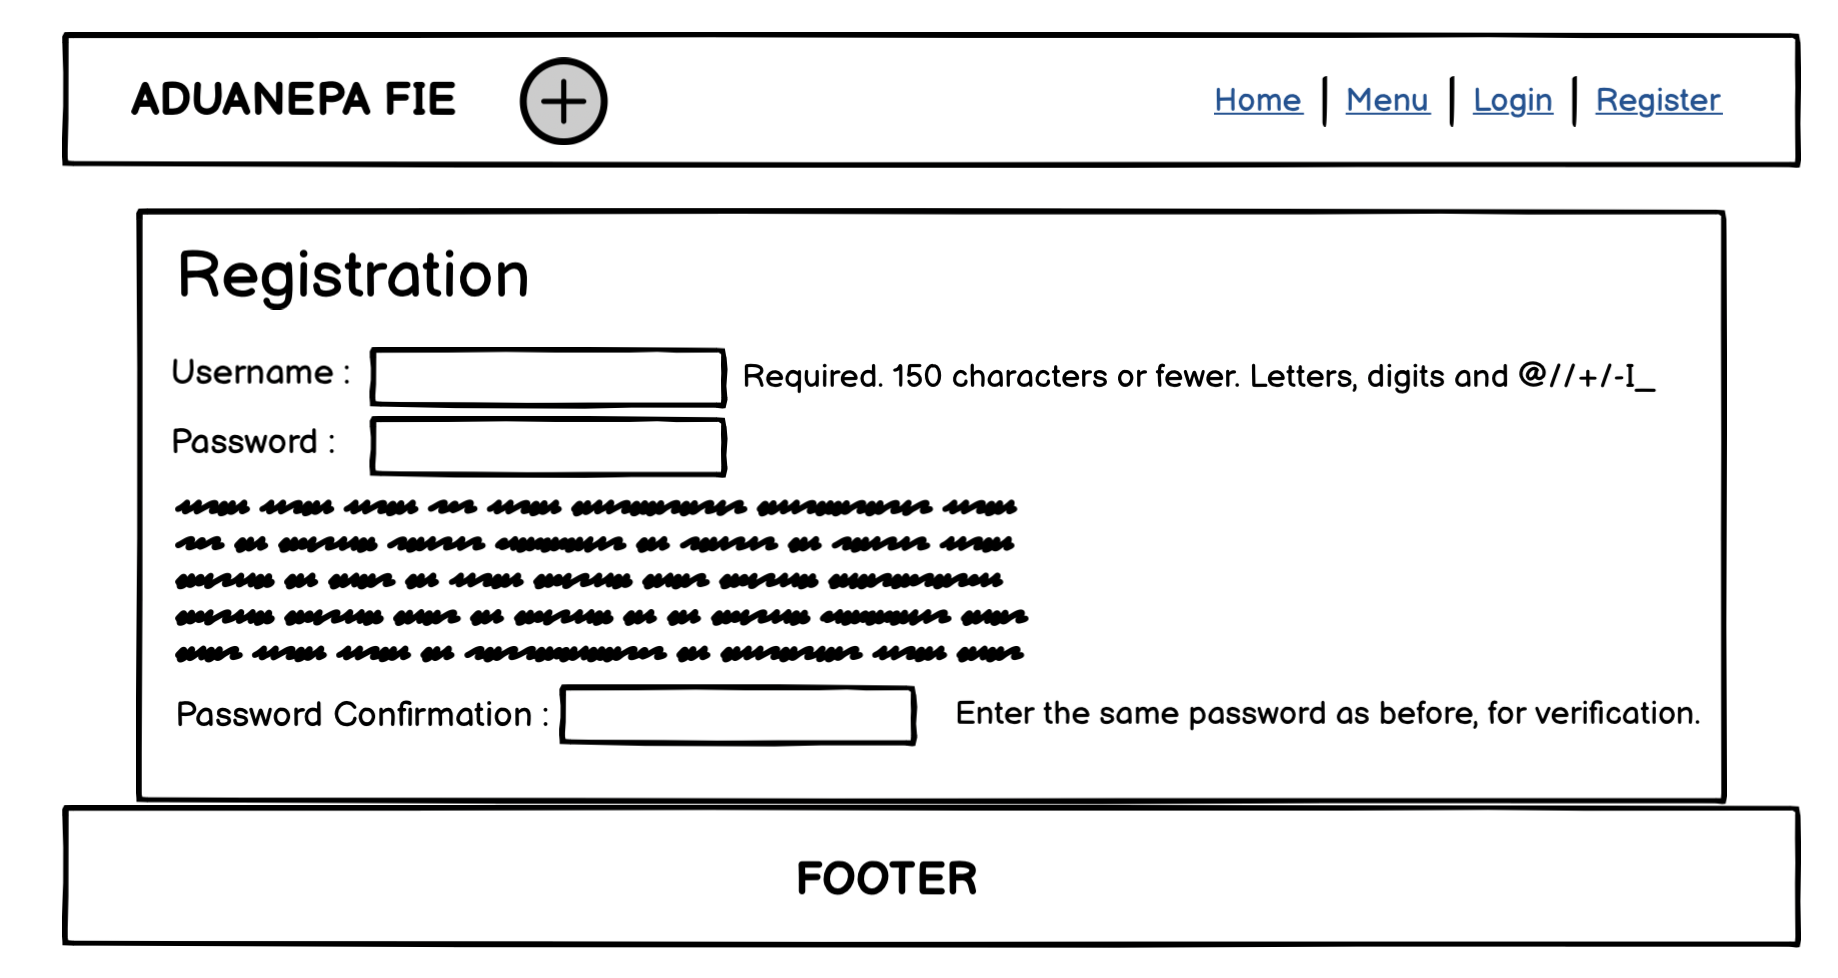 ADUANEPA FIE
Home | Menu | Login | Register
Registration
Username : Required. 150 characters or fewer. Letters, digits and @//+/-I_
Password :
Password Confirmation : Enter the same password as before, for verification.
FOOTER